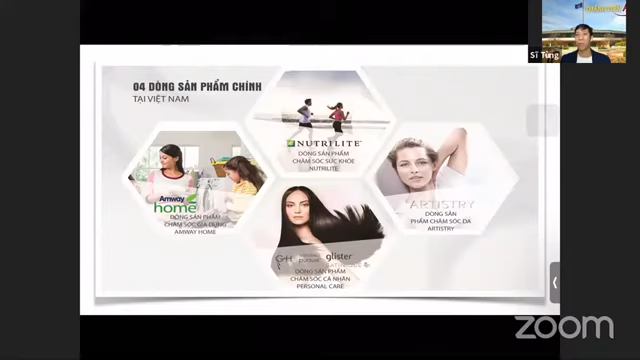 Sĩ Tùng
04 DÒNG SẢN PHẨM CHÍNH
TẠI VIỆT NAM
NUTRILITE
DÒNG SẢN PHẨM
CHĂM SÓC SỨC KHỎE
NUTRILITE
Amway
home
DÒNG SẢN PHẨM
CHĂM SÓC GIA DỤNG
AMWAY HOME
ARTISTRY
DÒNG SẢN
PHẨM CHĂM SÓC DA
ARTISTRY
G&H
glister
DÒNG SẢN PHẨM
CHĂM SÓC CÁ NHÂN
PERSONAL CARE
zoom